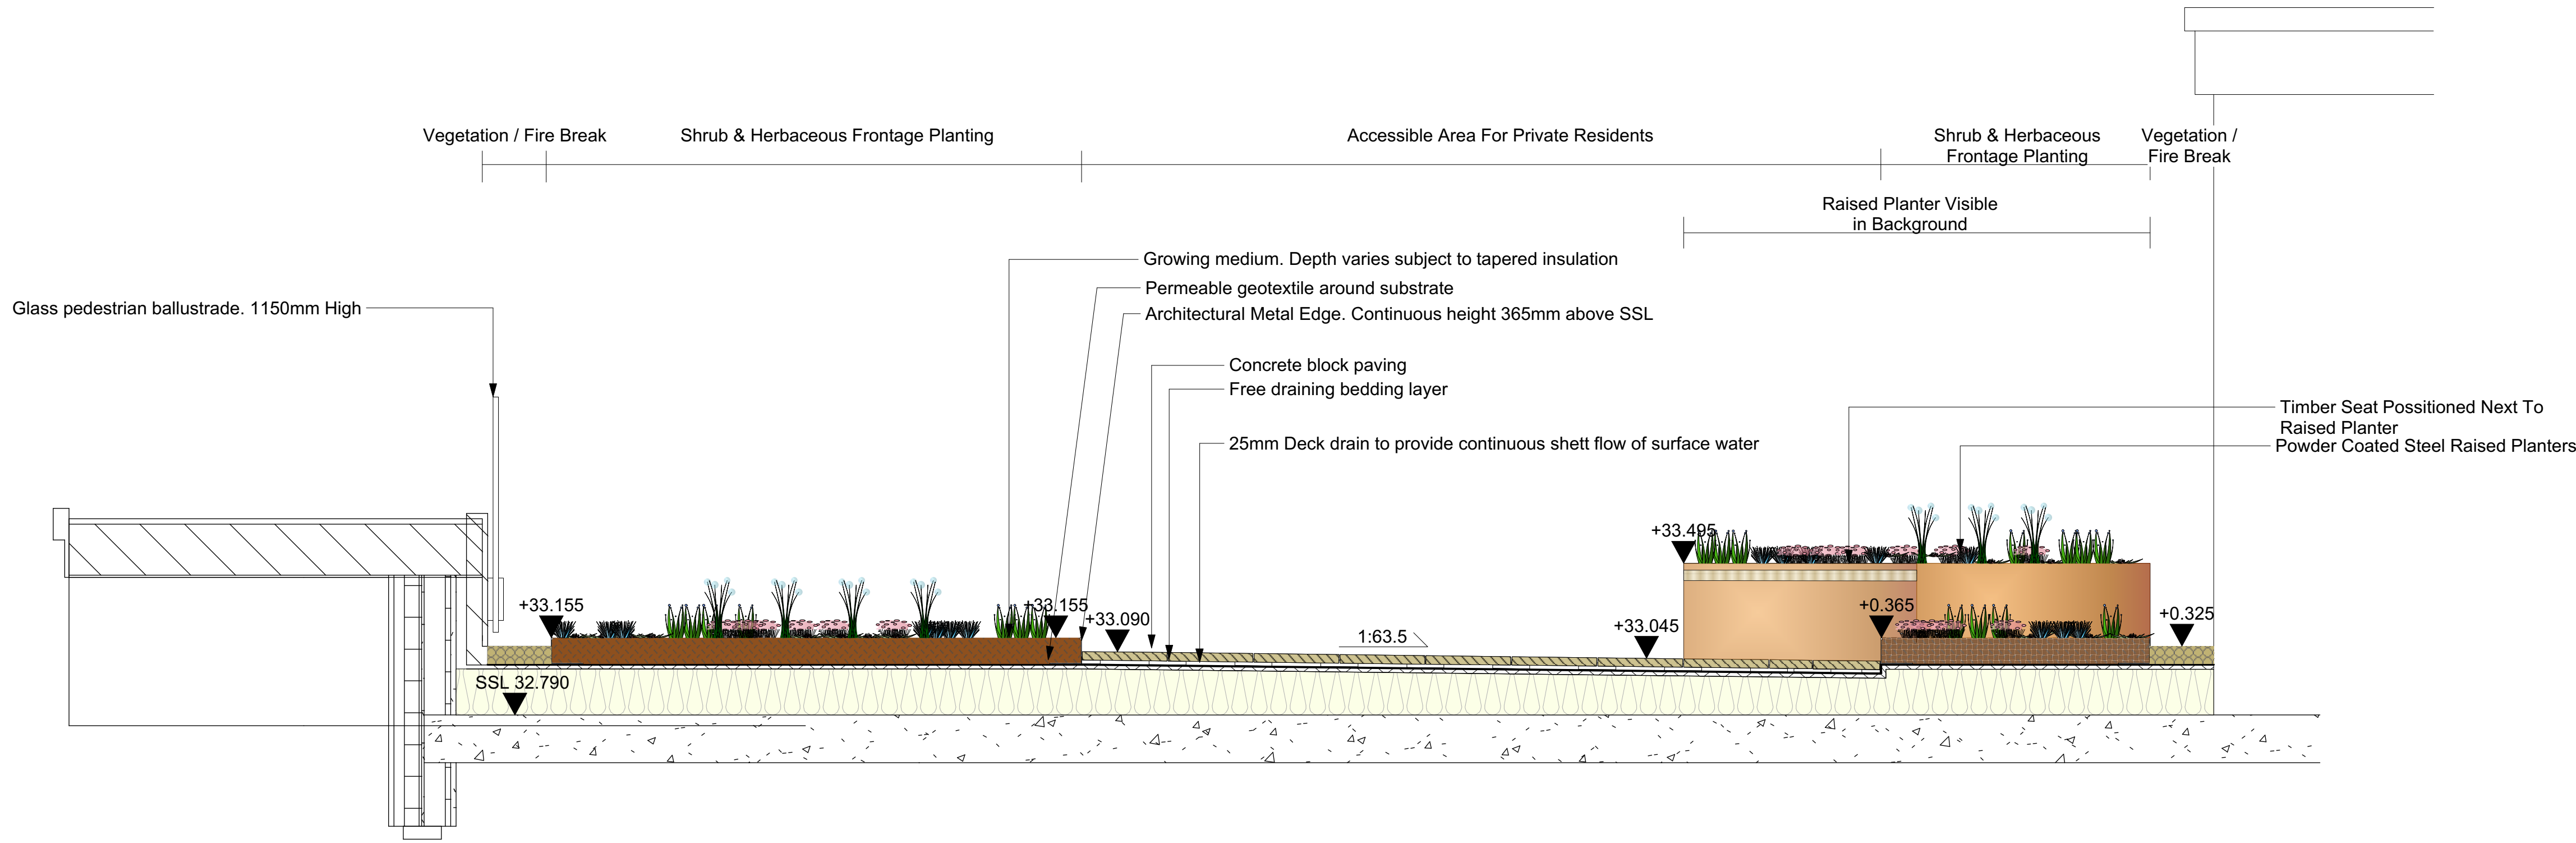 Vegetation / Fire Break
Shrub & Herbaceous Frontage Planting
Accessible Area For Private Residents
Shrub & Herbaceous
Frontage Planting
Vegetation /
Fire Break
Raised Planter Visible
in Background
Growing medium. Depth varies subject to tapered insulation
Permeable geotextile around substrate
Architectural Metal Edge. Continuous height 365mm above SSL
Glass pedestrian ballustrade. 1150mm High
Concrete block paving
Free draining bedding layer
25mm Deck drain to provide continuous shett flow of surface water
Timber Seat Possitioned Next To
Raised Planter
Powder Coated Steel Raised Planters
+33.495
+33.155
+33.155
+33.090
1:63.5
+33.045
+0.365
+0.325
SSL 32.790